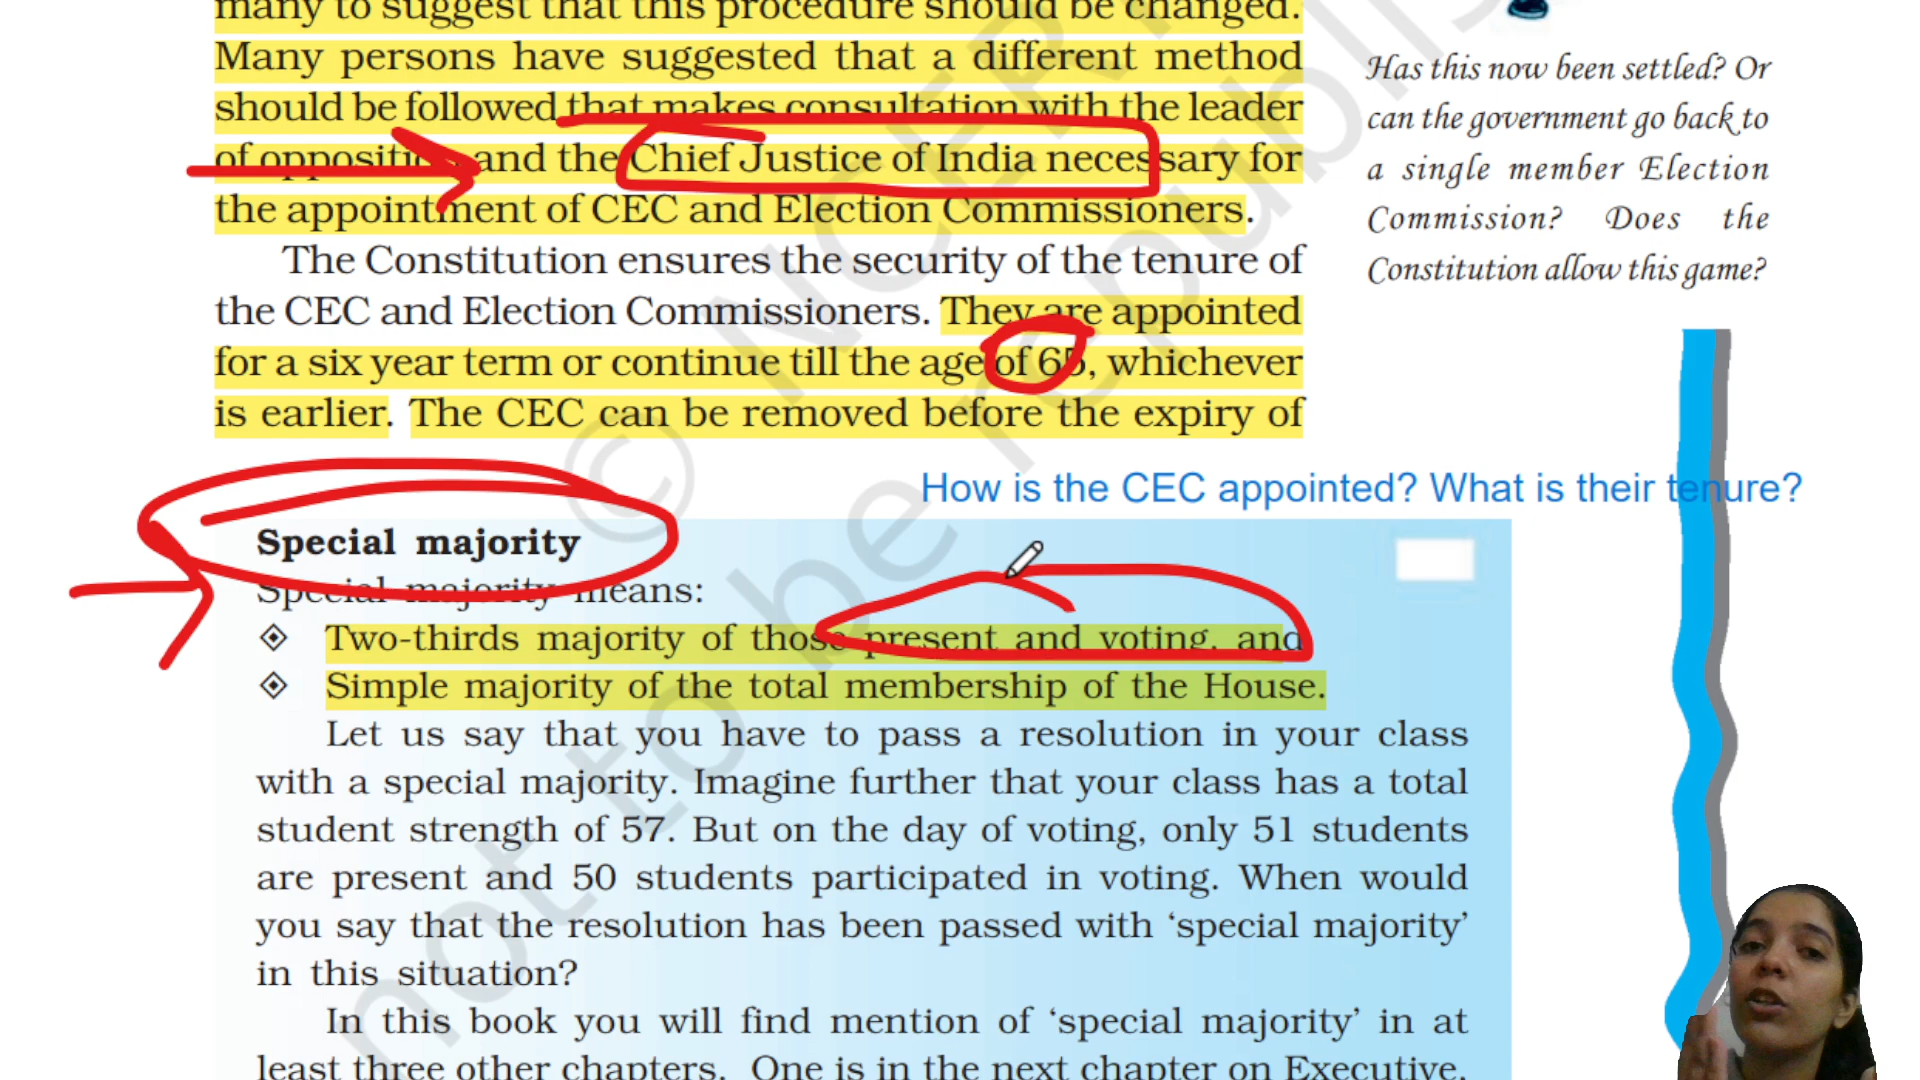 many to suggest that this procedure should be changed.
Many persons have suggested that a different method
should be followed that makes consultation with the leader
of opposition and the Chief Justice of India necessary for
the appointment of CEC and Election Commissioners.
The Constitution ensures the security of the tenure of
the CEC and Election Commissioners. They are appointed
for a six year term or continue till the age of 65, whichever
is earlier. The CEC can be removed before the expiry of
Has this now been settled? Or
can the government go back to
a single member Election
Commission? Does the
Constitution allow this game?
How is the CEC appointed? What is their tenure?
Special majority
Special majority means:
Two-thirds majority of those present and voting, and
Simple majority of the total membership of the House.
Let us say that you have to pass a resolution in your class
with a special majority. Imagine further that your class has a total
student strength of 57. But on the day of voting, only 51 students
are present and 50 students participated in voting. When would
you say that the resolution has been passed with ‘special majority’
in this situation?
In this book you will find mention of ‘special majority’ in at
least three other chapters. One is in the next chapter on Executive,
© NCER
not to be republis